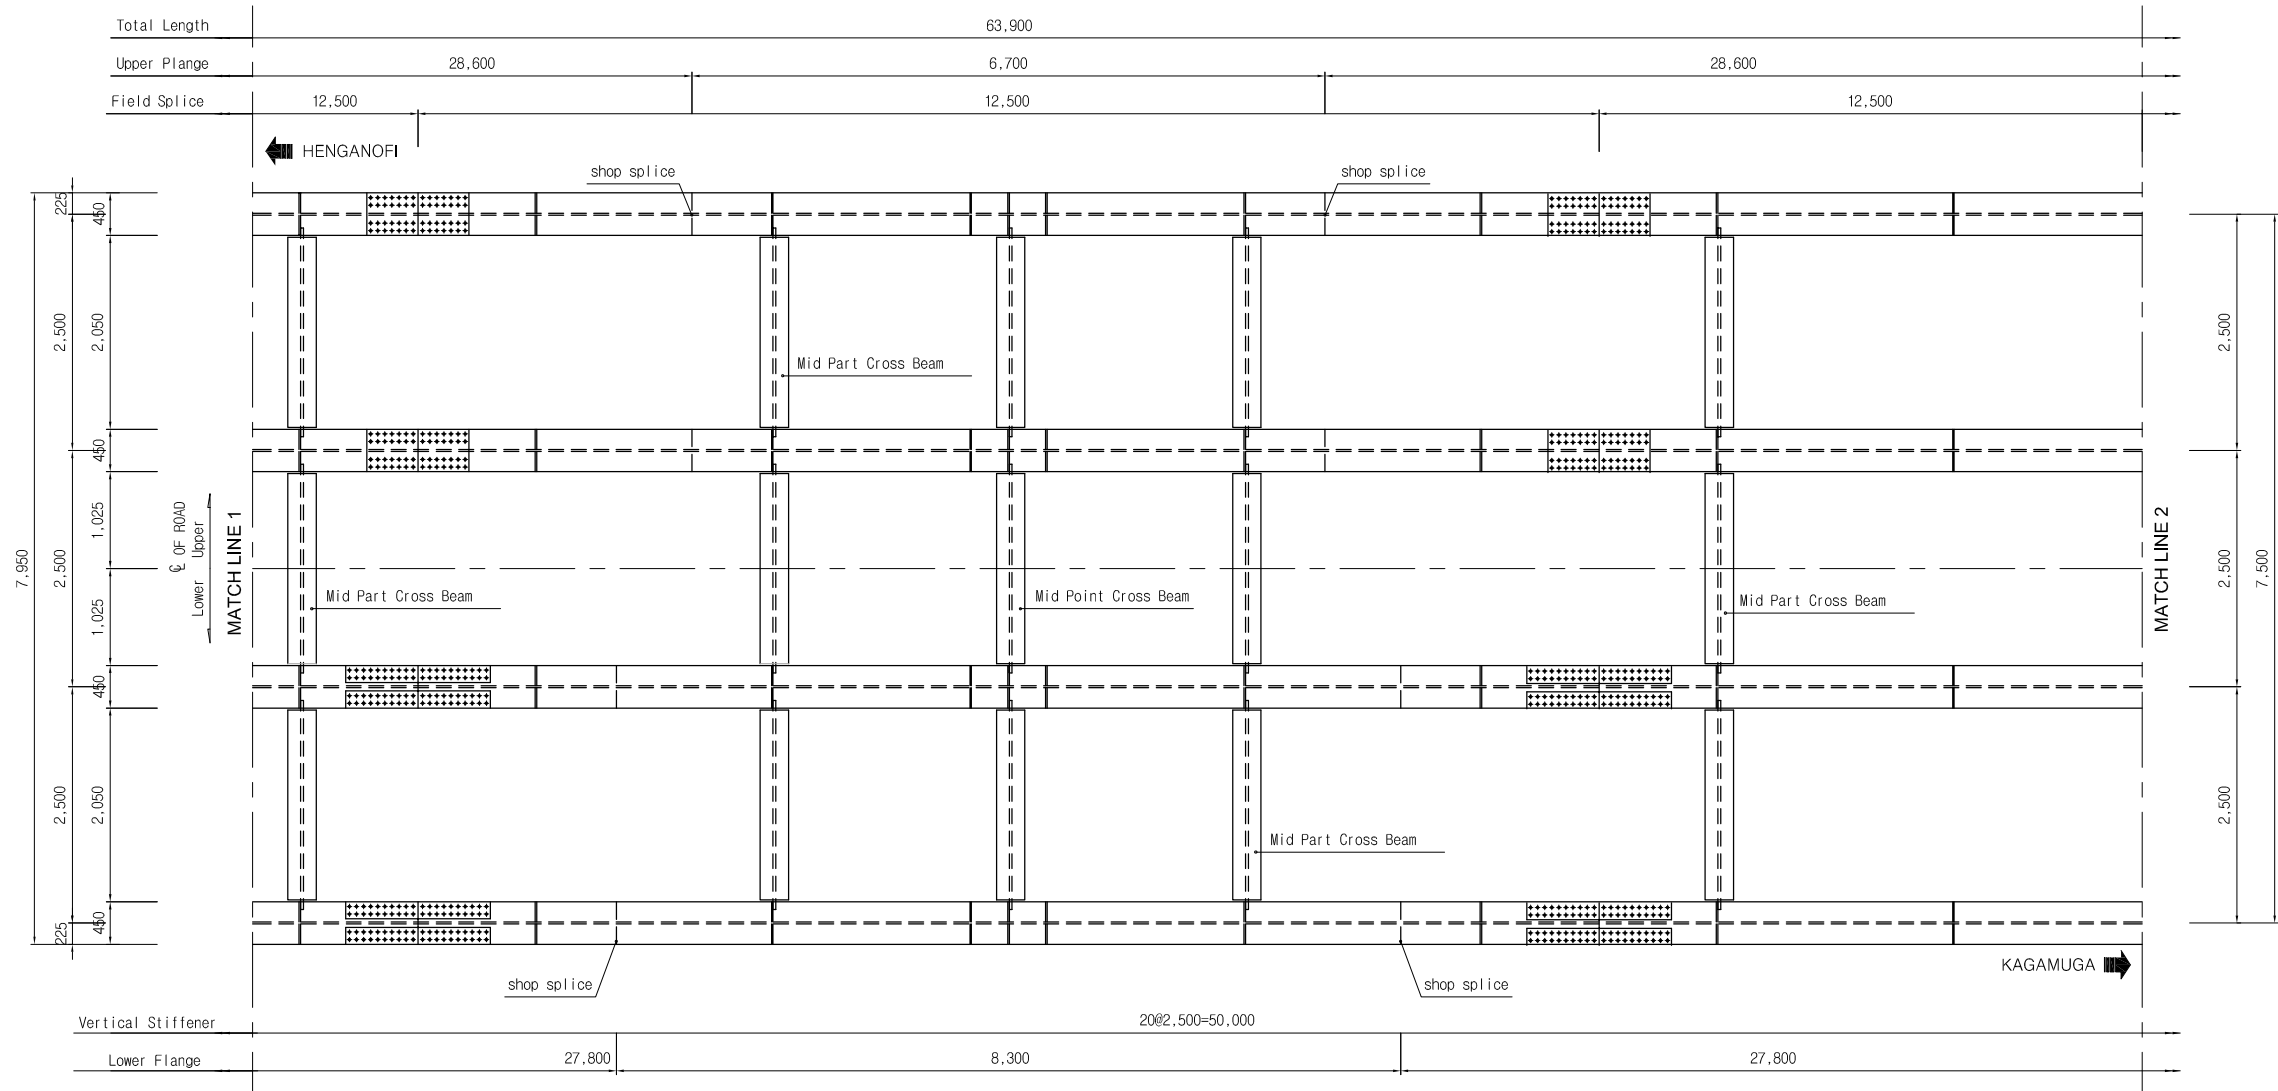 Total Length
63,900
Upper Plange
28,600
6,700
28,600
Field Splice
12,500
12,500
12,500
HENGANOFI
shop splice
shop splice
225
450
2,500
2,050
2,500
Mid Part Cross Beam
450
2,500
1,025
℄ OF ROAD
Lower Upper
MATCH LINE 1
7,950
2,500
1,025
Mid Part Cross Beam
Mid Point Cross Beam
Mid Part Cross Beam
MATCH LINE 2
2,500
7,500
450
2,500
2,050
2,500
Mid Part Cross Beam
450
225
KAGAMUGA
shop splice
shop splice
Vertical Stiffener
20@2,500=50,000
Lower Flange
27,800
8,300
27,800